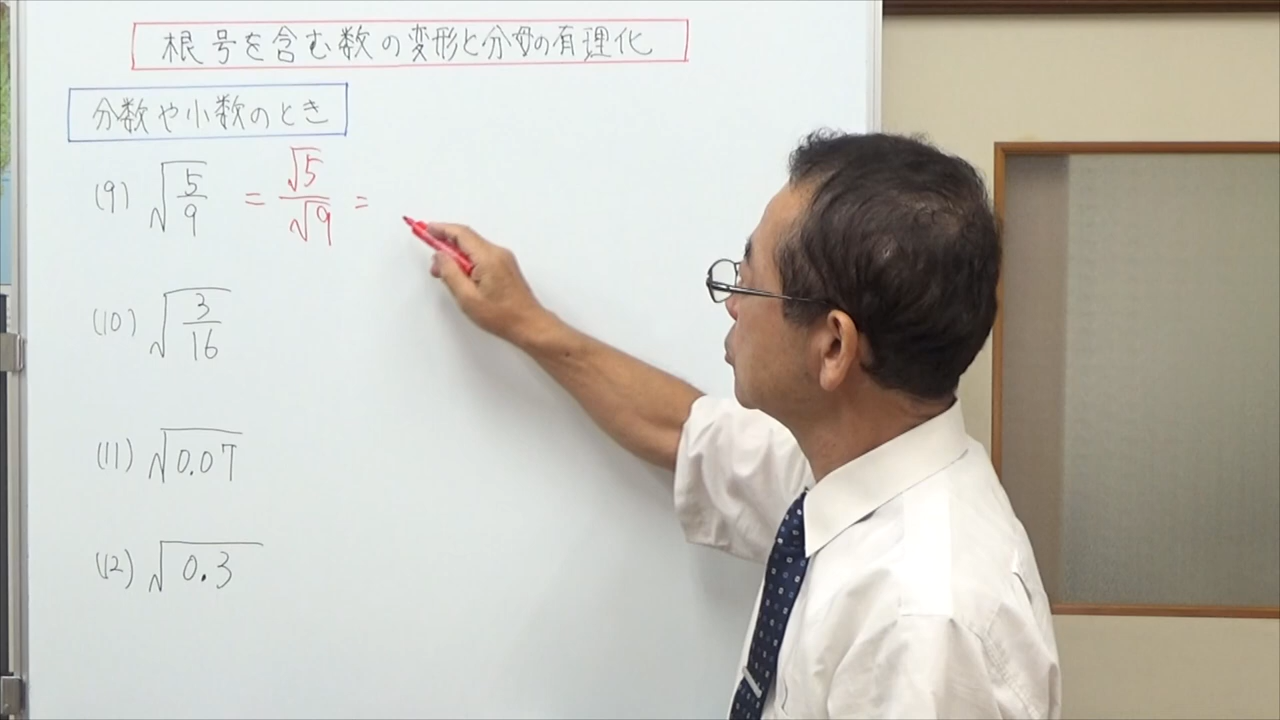 根号を含む数の変形と分母の有理化
分数や小数のとき
(9) √(5/9) = √5/√9 =
(10) √(3/16)
(11) √0.07
(12) √0.3